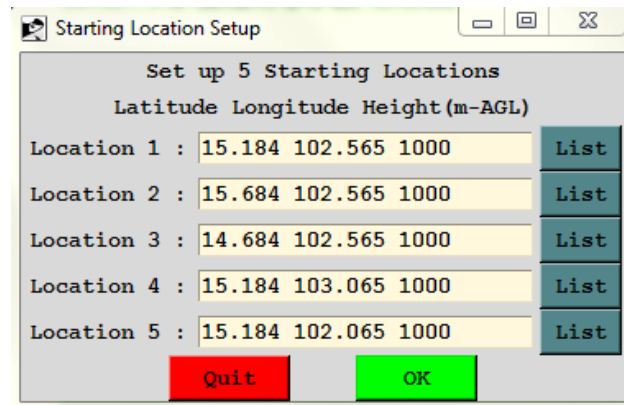 Starting Location Setup
Set up 5 Starting Locations
Latitude Longitude Height(m-AGL)
Location 1 : 15.184 102.565 1000 List
Location 2 : 15.684 102.565 1000 List
Location 3 : 14.684 102.565 1000 List
Location 4 : 15.184 103.065 1000 List
Location 5 : 15.184 102.065 1000 List
Quit OK